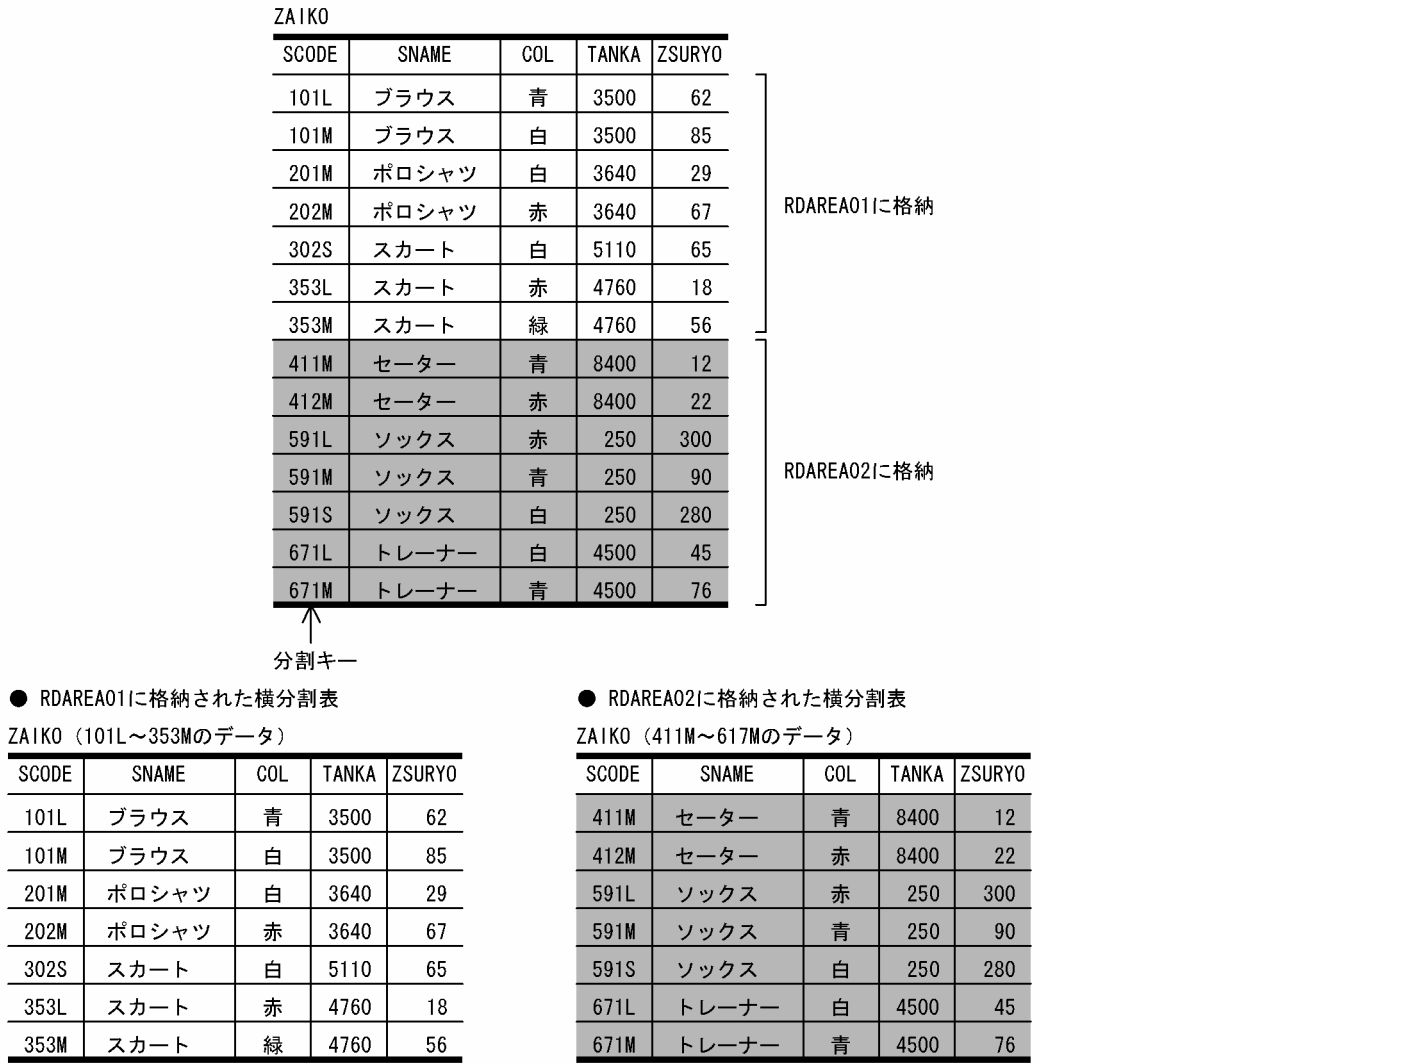 ZAIKO
SCODE SNAME COL TANKA ZSURYO
101L ブラウス 青 3500 62
101M ブラウス 白 3500 85
201M ポロシャツ 白 3640 29
202M ポロシャツ 赤 3640 67
302S スカート 白 5110 65
353L スカート 赤 4760 18
353M スカート 緑 4760 56
RDAREA01に格納
411M セーター 青 8400 12
412M セーター 赤 8400 22
591L ソックス 赤 250 300
591M ソックス 青 250 90
591S ソックス 白 250 280
671L トレーナー 白 4500 45
671M トレーナー 青 4500 76
RDAREA02に格納
分割キー
● RDAREA01に格納された横分割表
ZAIKO（101L～353Mのデータ）
SCODE SNAME COL TANKA ZSURYO
101L ブラウス 青 3500 62
101M ブラウス 白 3500 85
201M ポロシャツ 白 3640 29
202M ポロシャツ 赤 3640 67
302S スカート 白 5110 65
353L スカート 赤 4760 18
353M スカート 緑 4760 56
● RDAREA02に格納された横分割表
ZAIKO（411M～617Mのデータ）
SCODE SNAME COL TANKA ZSURYO
411M セーター 青 8400 12
412M セーター 赤 8400 22
591L ソックス 赤 250 300
591M ソックス 青 250 90
591S ソックス 白 250 280
671L トレーナー 白 4500 45
671M トレーナー 青 4500 76